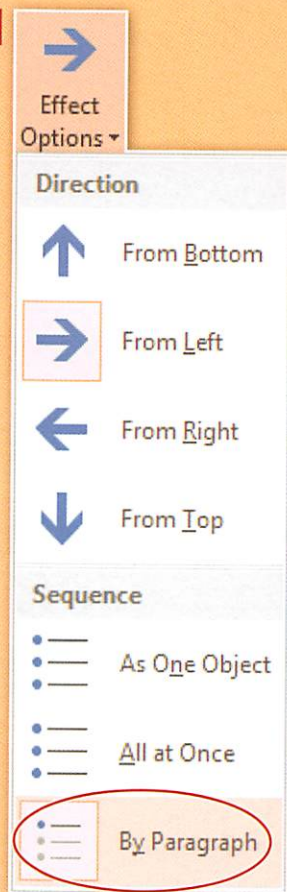 Effect
Options
Direction
From Bottom
From Left
From Right
From Top
Sequence
As One Object
All at Once
By Paragraph